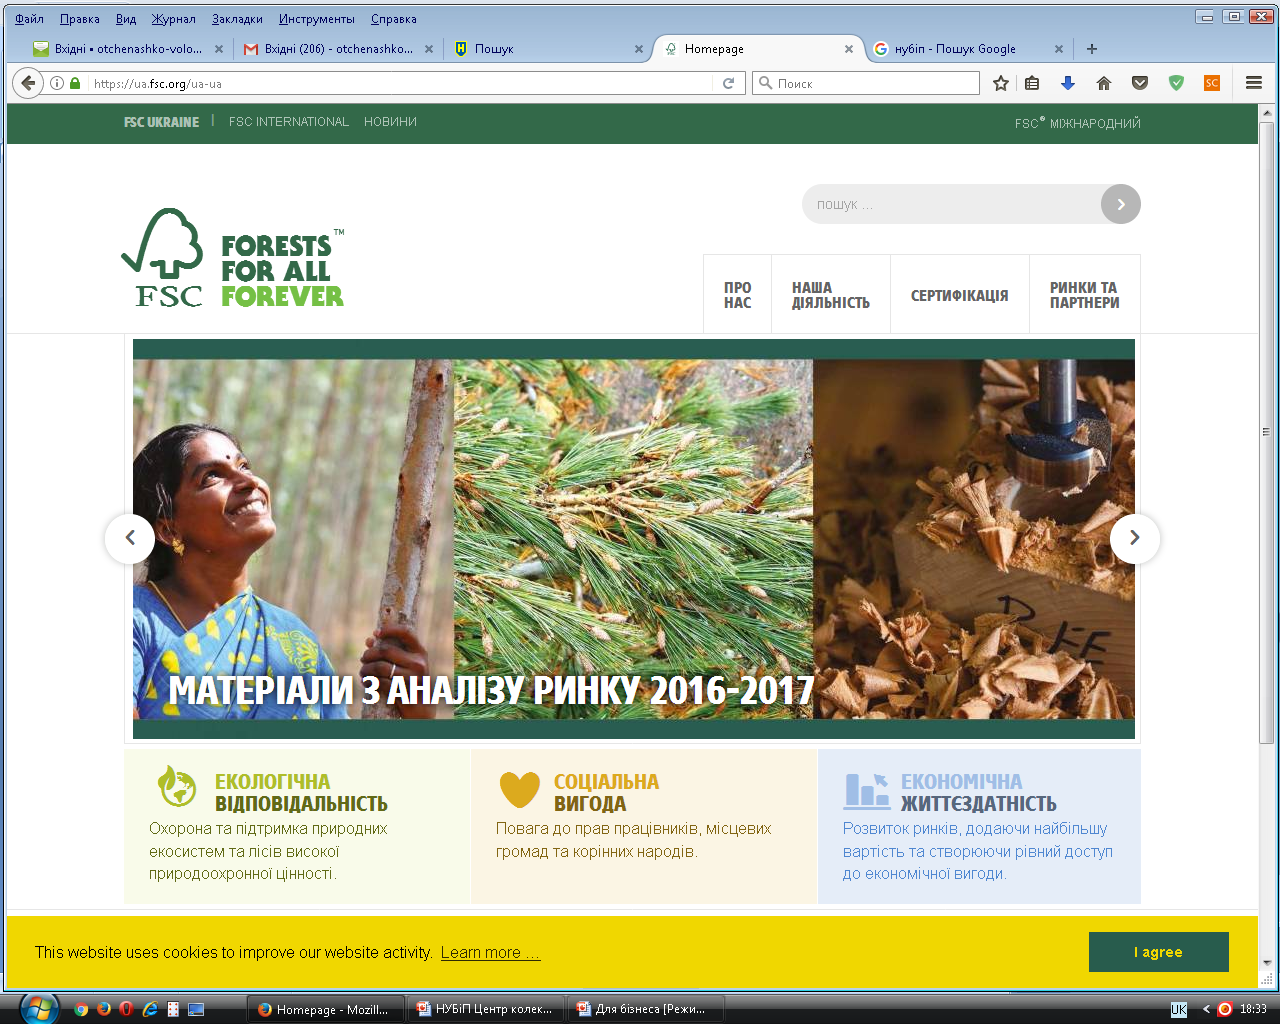 Файл Правка Вид Журнал Закладки Инструменты Справка
Вхідні • otchenashko-volo... Вхідні (206) - otchenashko... Пошук Homepage нубіп - Пошук Google
https://ua.fsc.org/ua-ua Поиск SC
FSC UKRAINE | FSC INTERNATIONAL НОВИНИ FSC® МІЖНАРОДНИЙ
пошук ...
FORESTS™
FOR ALL
FOREVER
FSC
ПРО НАС
НАША ДІЯЛЬНІСТЬ
СЕРТИФІКАЦІЯ
РИНКИ ТА ПАРТНЕРИ
МАТЕРІАЛИ З АНАЛІЗУ РИНКУ 2016-2017
ЕКОЛОГІЧНА
ВІДПОВІДАЛЬНІСТЬ
Охорона та підтримка природних
екосистем та лісів високої
природоохронної цінності.
СОЦІАЛЬНА
ВИГОДА
Повага до прав працівників, місцевих
громад та корінних народів.
ЕКОНОМІЧНА
ЖИТТЄЗДАТНІСТЬ
Розвиток ринків, додаючи найбільшу
вартість та створюючи рівний доступ
до економічної вигоди.
This website uses cookies to improve our website activity. Learn more ... I agree
Homepage - Mozill... НУБіП Центр колек... Для бізнеса [Режи... UK 18:33